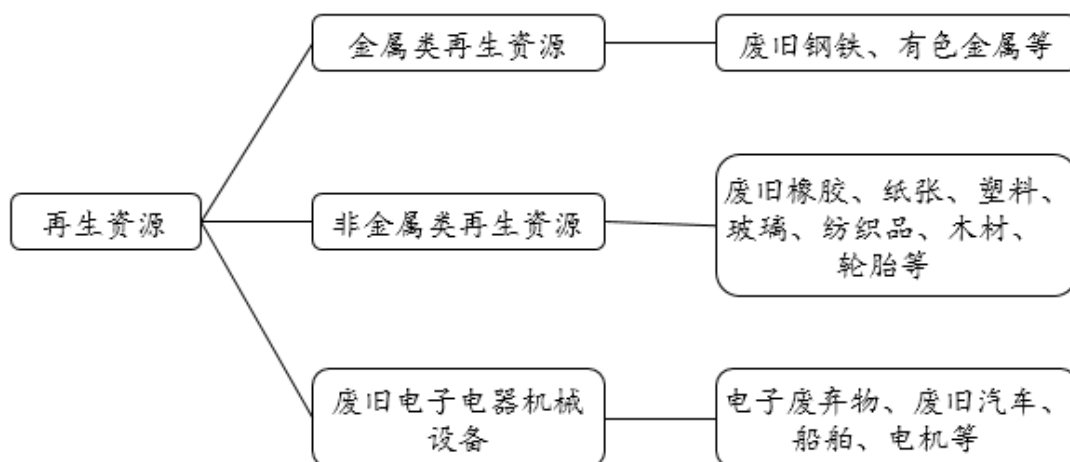 金属类再生资源
废旧钢铁、有色金属等
再生资源
非金属类再生资源
废旧橡胶、纸张、塑料、
玻璃、纺织品、木材、
轮胎等
废旧电子电器机械
设备
电子废弃物、废旧汽车、
船舶、电机等